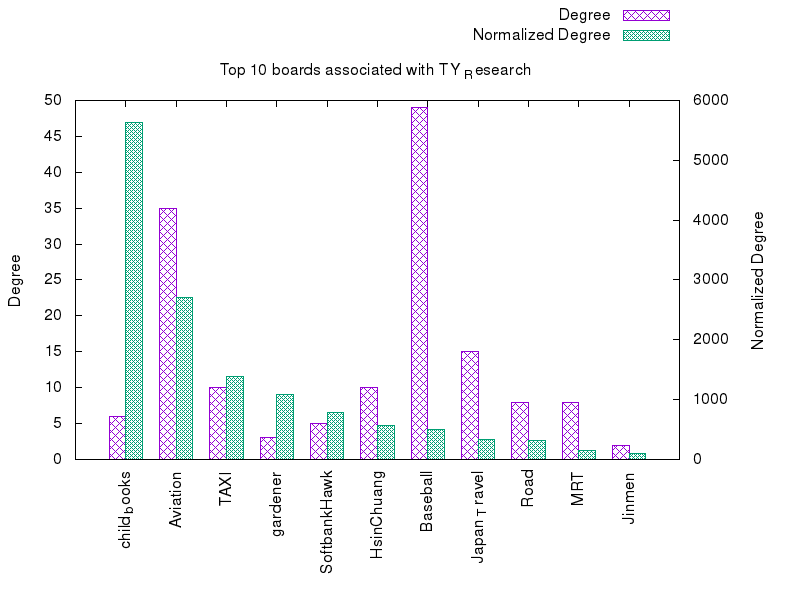 Degree
Normalized Degree
Top 10 boards associated with TY_Research
50
45
40
35
30
25
20
15
10
5
0
6000
5000
4000
3000
2000
1000
0
Degree
Normalized Degree
child_books
Aviation
TAXI
gardener
SoftbankHawk
HsinChuang
Baseball
Japan_Travel
Road
MRT
Jinmen